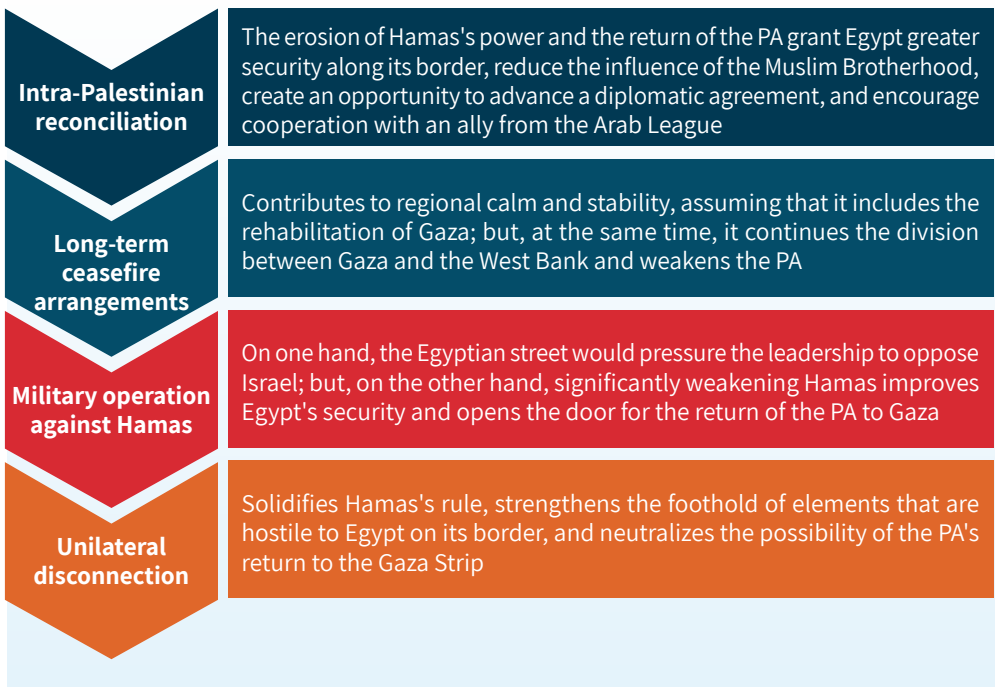 Intra-Palestinian
reconciliation
The erosion of Hamas's power and the return of the PA grant Egypt greater
security along its border, reduce the influence of the Muslim Brotherhood,
create an opportunity to advance a diplomatic agreement, and encourage
cooperation with an ally from the Arab League
Long-term
ceasefire
arrangements
Contributes to regional calm and stability, assuming that it includes the
rehabilitation of Gaza; but, at the same time, it continues the division
between Gaza and the West Bank and weakens the PA
Military operation
against Hamas
On one hand, the Egyptian street would pressure the leadership to oppose
Israel; but, on the other hand, significantly weakening Hamas improves
Egypt's security and opens the door for the return of the PA to Gaza
Unilateral
disconnection
Solidifies Hamas's rule, strengthens the foothold of elements that are
hostile to Egypt on its border, and neutralizes the possibility of the PA's
return to the Gaza Strip